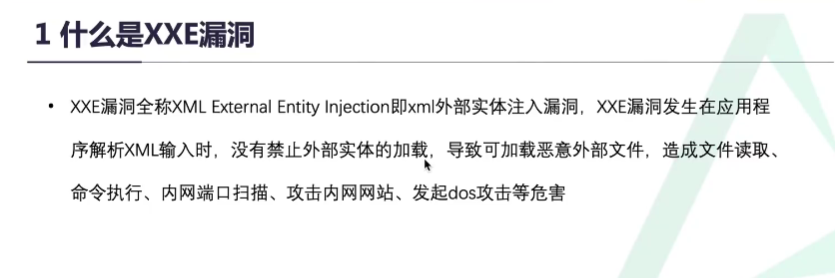 1 什么是XXE漏洞
• XXE漏洞全称XML External Entity Injection即xml外部实体注入漏洞，XXE漏洞发生在应用程
序解析XML输入时，没有禁止外部实体的加载，导致可加载恶意外部文件，造成文件读取、
命令执行、内网端口扫描、攻击内网网站、发起dos攻击等危害